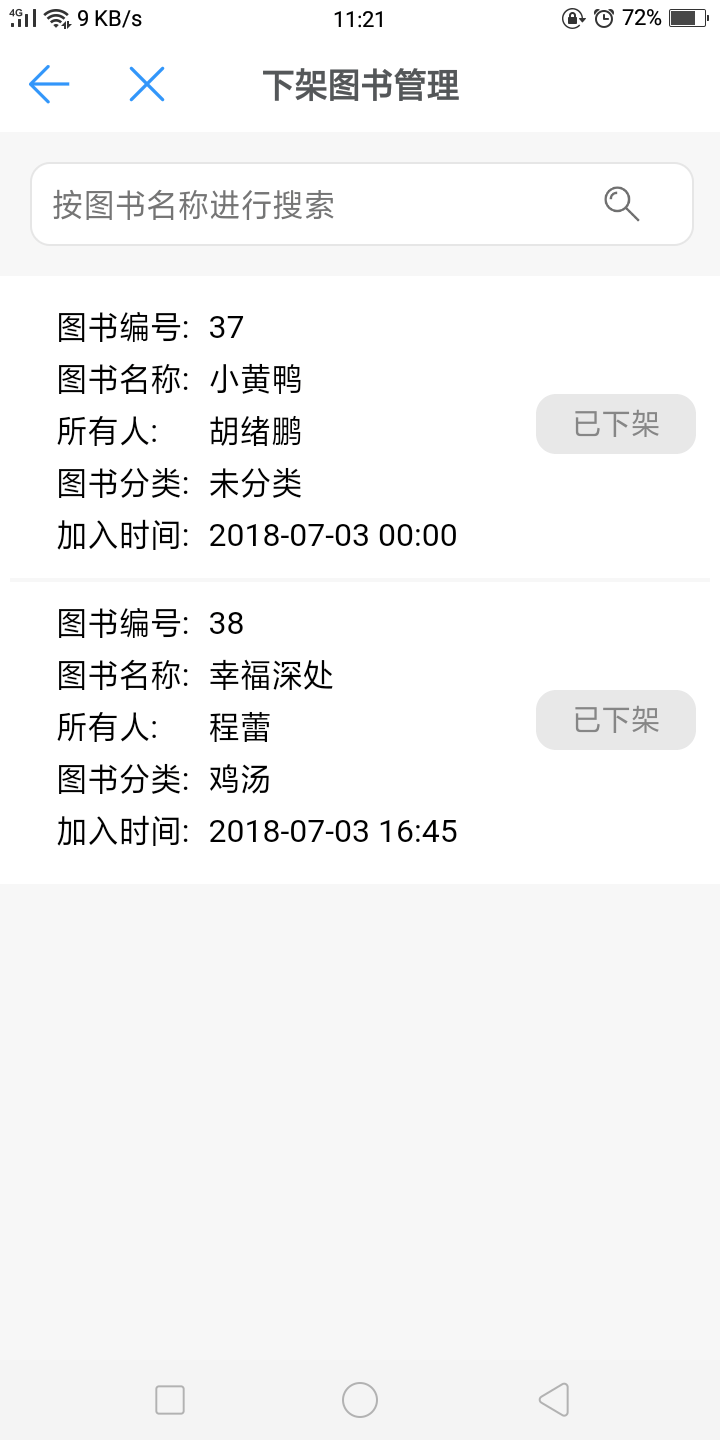 4G 9 KB/s 11:21 72%
下架图书管理
按图书名称进行搜索
图书编号: 37
图书名称: 小黄鸭
所有人: 胡绪鹏
已下架
图书分类: 未分类
加入时间: 2018-07-03 00:00
图书编号: 38
图书名称: 幸福深处
所有人: 程蕾
已下架
图书分类: 鸡汤
加入时间: 2018-07-03 16:45